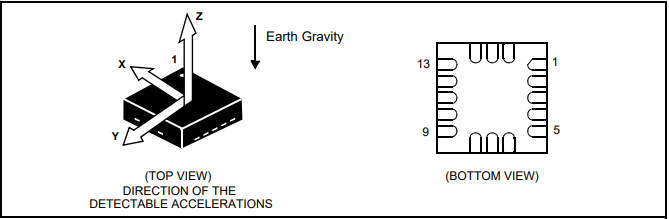 Z
Earth Gravity
1
X
Y
(TOP VIEW)
DIRECTION OF THE
DETECTABLE ACCELERATIONS
13
1
9
5
(BOTTOM VIEW)